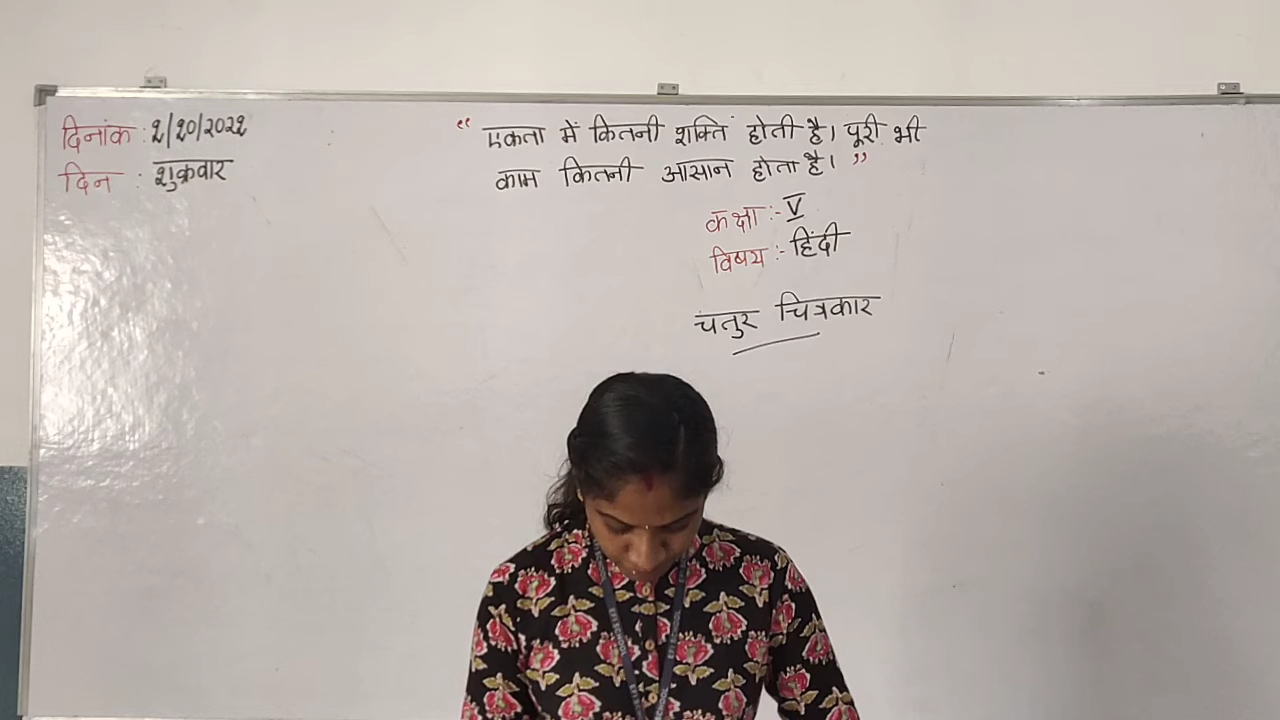 दिनांक : 2/20/2022
दिन : शुक्रवार
“ एकता में कितनी शक्ति होती है। पूरी भी
काम कितनी आसान होता है। ”
कक्षा :- V
विषय :- हिंदी
चतुर चित्रकार